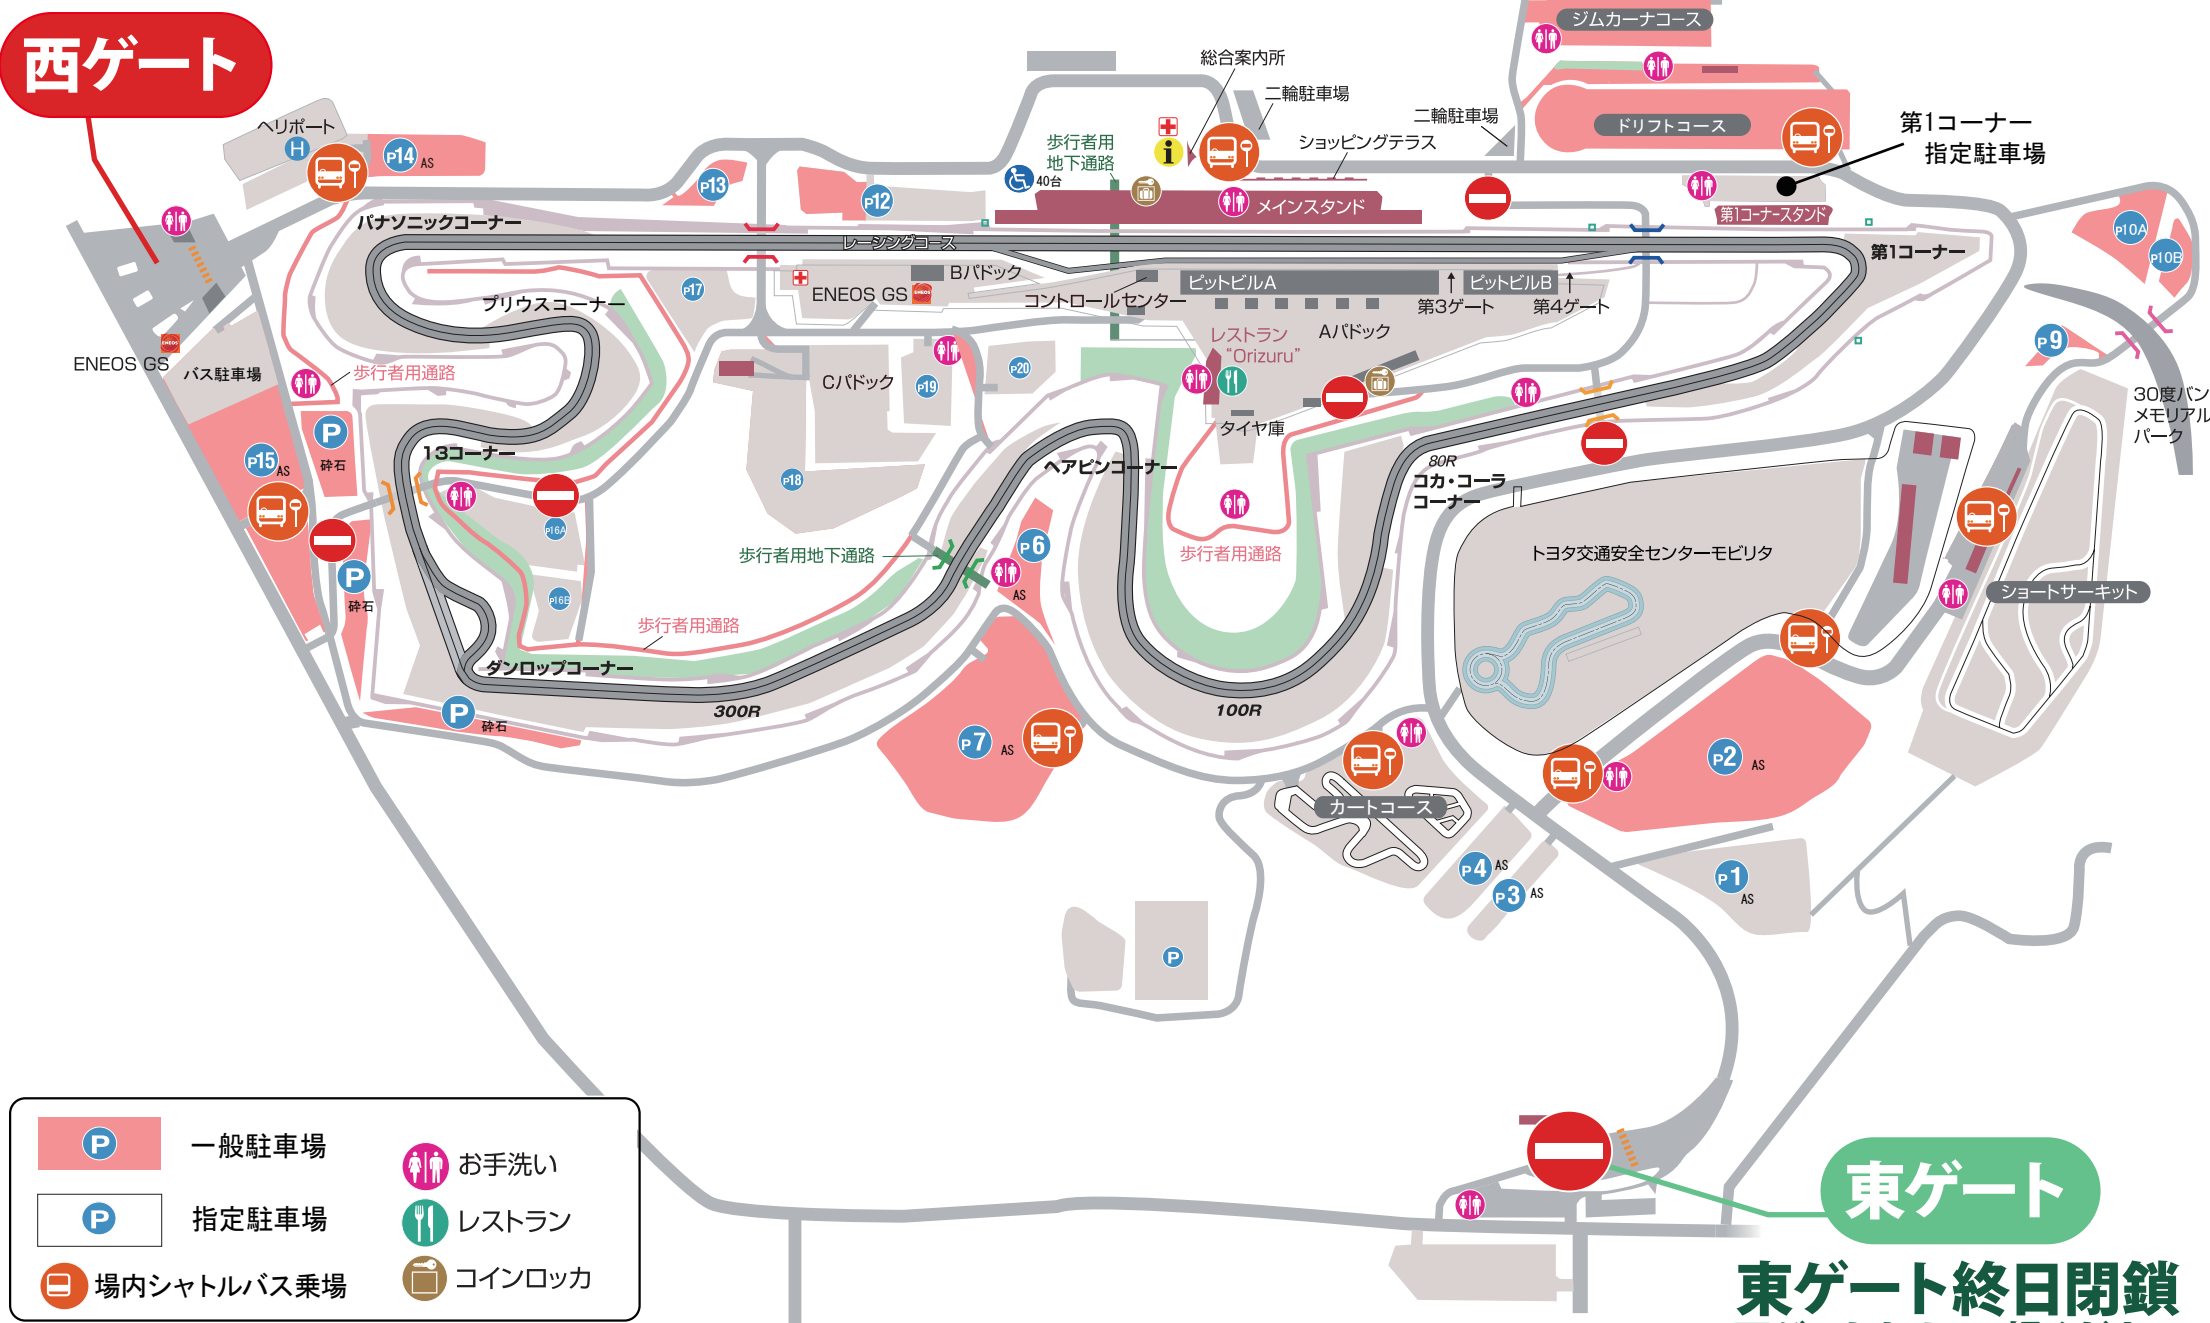 西ゲート
ジムカーナコース
総合案内所
二輪駐車場
二輪駐車場
ドリフトコース
第1コーナー
指定駐車場
ヘリポート
H
P14 AS
歩行者用
地下通路
ショッピングテラス
P13
P12
40台
i
メインスタンド
第1コーナースタンド
パナソニックコーナー
レーシングコース
第1コーナー
P10A
P10B
プリウスコーナー
P17
Bパドック
ENEOS GS
ENEOS
コントロールセンター
ピットビルA
ピットビルB
第3ゲート
第4ゲート
Aパドック
レストラン
“Orizuru”
ENEOS GS
ENEOS
バス駐車場
歩行者用通路
Cパドック
P19
P20
P9
30度バン
メモリアル
パーク
タイヤ庫
P
砕石
P15 AS
13コーナー
P18
ヘアピンコーナー
80R
コカ・コーラ
コーナー
P16A
P16B
P
砕石
歩行者用地下通路
P6
AS
歩行者用通路
トヨタ交通安全センターモビリタ
ショートサーキット
歩行者用通路
ダンロップコーナー
300R
100R
P
砕石
P7 AS
P2 AS
カートコース
P4 AS
P3 AS
P1
AS
P
P
一般駐車場
P
指定駐車場
場内シャトルバス乗場
お手洗い
レストラン
コインロッカ
東ゲート
東ゲート終日閉鎖